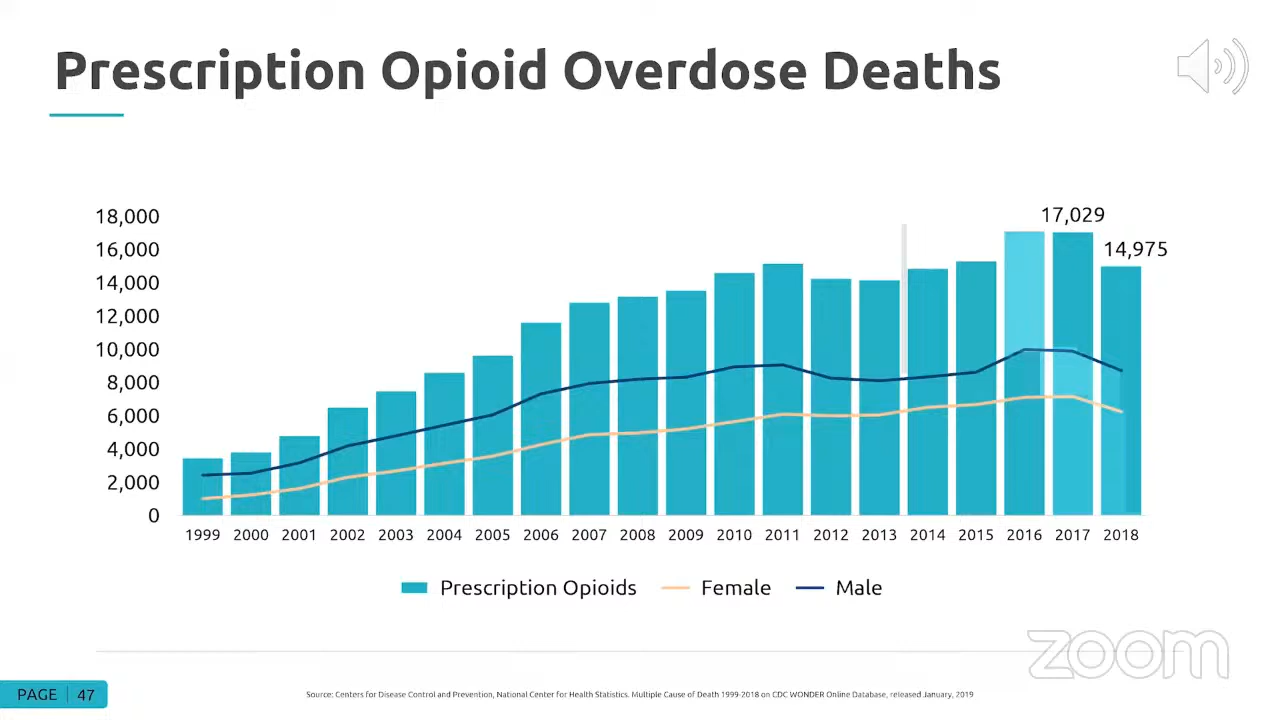 Prescription Opioid Overdose Deaths
18,000
16,000
14,000
12,000
10,000
8,000
6,000
4,000
2,000
0
17,029
14,975
1999 2000 2001 2002 2003 2004 2005 2006 2007 2008 2009 2010 2011 2012 2013 2014 2015 2016 2017 2018
Prescription Opioids Female Male
zoom
PAGE 47
Source: Centers for Disease Control and Prevention, National Center for Health Statistics. Multiple Cause of Death 1999-2018 on CDC WONDER Online Database, released January, 2019